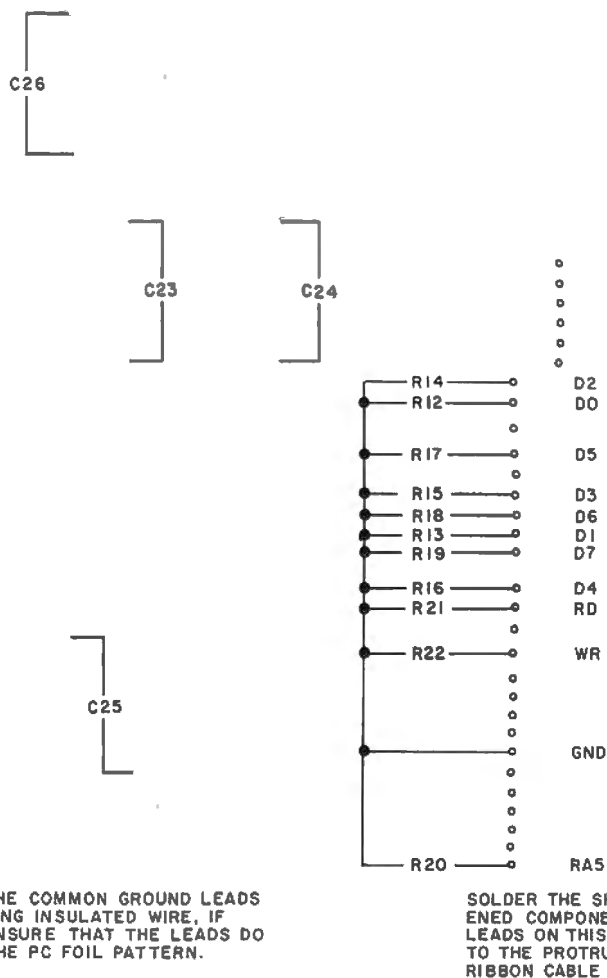 C26
C23 C24
R14 D2
R12 D0
R17 D5
R15 D3
R18 D6
R13 D1
R19 D7
R16 D4
R21 RD
R22 WR
C25
GND
R20 RA5
HE COMMON GROUND LEADS
NG INSULATED WIRE, IF
NSURE THAT THE LEADS DO
HE PC FOIL PATTERN.
SOLDER THE SH
ENED COMPONE
LEADS ON THIS
TO THE PROTRU
RIBBON CABLE